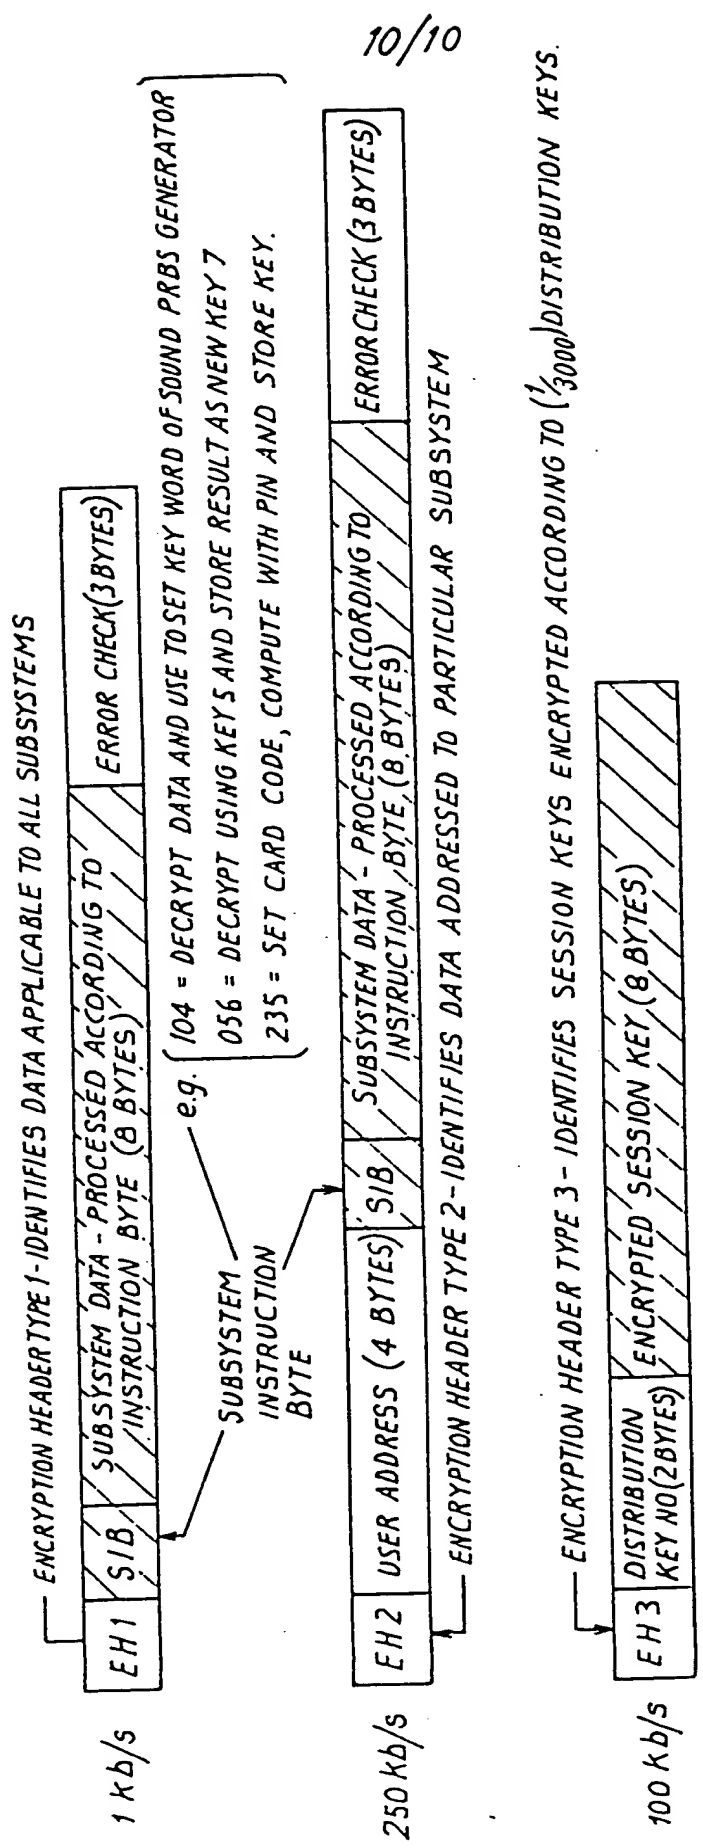 10/10
ENCRYPTION HEADER TYPE 1 - IDENTIFIES DATA APPLICABLE TO ALL SUBSYSTEMS
1 kb/s
EH1
SIB
SUBSYSTEM DATA - PROCESSED ACCORDING TO
INSTRUCTION BYTE (8 BYTES)
ERROR CHECK (3 BYTES)
SUBSYSTEM
INSTRUCTION
BYTE
e.g.
104 = DECRYPT DATA AND USE TO SET KEY WORD OF SOUND PRBS GENERATOR
056 = DECRYPT USING KEY 5 AND STORE RESULT AS NEW KEY 7
235 = SET CARD CODE, COMPUTE WITH PIN AND STORE KEY.
250 kb/s
EH2
USER ADDRESS (4 BYTES)
SIB
SUBSYSTEM DATA - PROCESSED ACCORDING TO
INSTRUCTION BYTE, (8 BYTES)
ERROR CHECK (3 BYTES)
ENCRYPTION HEADER TYPE 2 - IDENTIFIES DATA ADDRESSED TO PARTICULAR SUBSYSTEM
ENCRYPTION HEADER TYPE 3 - IDENTIFIES SESSION KEYS ENCRYPTED ACCORDING TO (1/3000) DISTRIBUTION KEYS.
100 kb/s
EH3
DISTRIBUTION
KEY NO (2 BYTES)
ENCRYPTED SESSION KEY (8 BYTES)